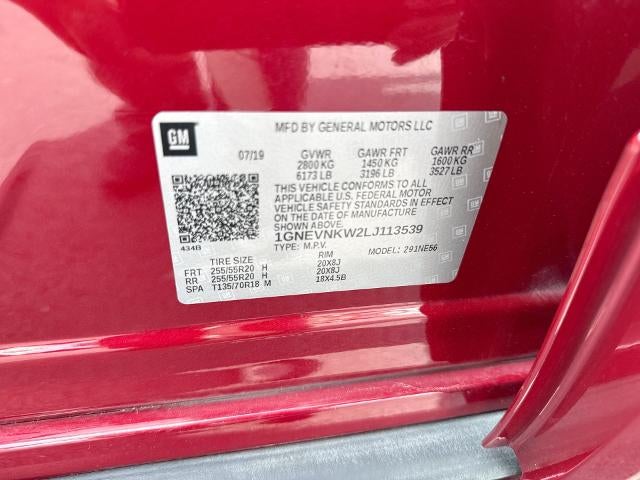 GM
MFD BY GENERAL MOTORS LLC
07/19 GVWR GAWR FRT GAWR RR
2800 KG 1450 KG 1600 KG
6173 LB 3196 LB 3527 LB
THIS VEHICLE CONFORMS TO ALL
APPLICABLE U.S. FEDERAL MOTOR
VEHICLE SAFETY STANDARDS IN EFFECT
ON THE DATE OF MANUFACTURE
SHOWN ABOVE.
1GNEVNKW2LJ113539
434B TYPE: M.P.V. MODEL: 291NE56
TIRE SIZE RIM
FRT 255/55R20 H 20X8J
RR 255/55R20 H 20X8J
SPA T135/70R18 M 18X4.5B